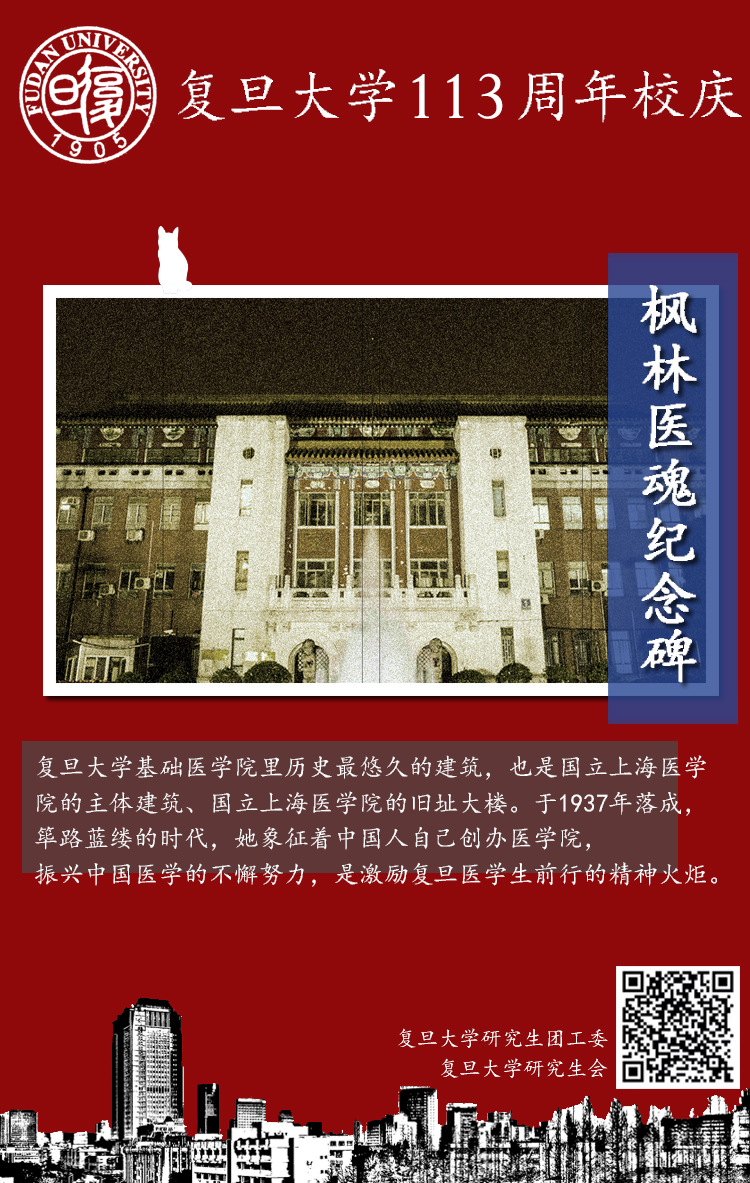 FUDAN UNIVERSITY
1905
复旦大学113周年校庆
枫林医魂纪念碑
复旦大学基础医学院里历史最悠久的建筑，也是国立上海医学
院的主体建筑、国立上海医学院的旧址大楼。于1937年落成，
筚路蓝缕的时代，她象征着中国人自己创办医学院，
振兴中国医学的不懈努力，是激励复旦医学生前行的精神火炬。
复旦大学研究生团工委
复旦大学研究生会